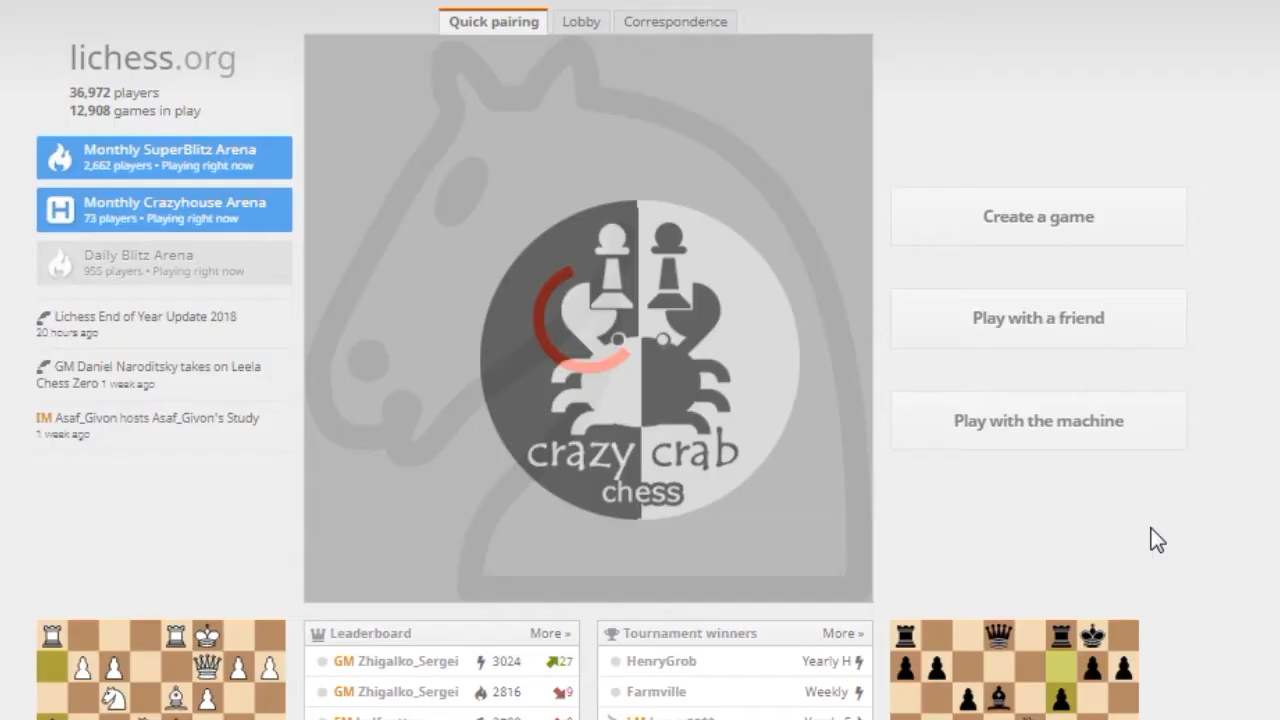 Quick pairing
Lobby
Correspondence
lichess.org
36,972 players
12,908 games in play
Monthly SuperBlitz Arena
2,662 players • Playing right now
Monthly Crazyhouse Arena
73 players • Playing right now
Daily Blitz Arena
955 players • Playing right now
Lichess End of Year Update 2018
20 hours ago
GM Daniel Naroditsky takes on Leela
Chess Zero 1 week ago
IM Asaf_Givon hosts Asaf_Givon's Study
1 week ago
crazy crab
chess
Create a game
Play with a friend
Play with the machine
Leaderboard More »
GM Zhigalko_Sergei 3024 27
GM Zhigalko_Sergei 2816 9
Tournament winners More »
HenryGrob Yearly H
Farmville Weekly